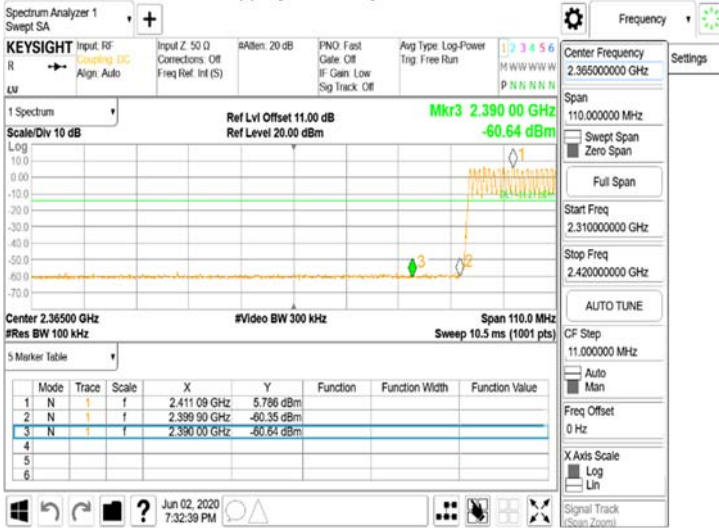 Spectrum Analyzer 1
Swept SA
+
Frequency
KEYSIGHT
Input: RF
Input Z: 50 Ω
#Atten: 20 dB
PNO: Fast
Avg Type: Log-Power
1 2 3 4 5 6
R
Coupling: DC
Corrections: Off
Gate: Off
Trig: Free Run
M W W W W W
Align: Auto
Freq Ref: Int (S)
IF Gain: Low
Sig Track: Off
P N N N N N
1 Spectrum
Ref Lvl Offset 11.00 dB
Mkr3 2.390 00 GHz
Scale/Div 10 dB
Ref Level 20.00 dBm
-60.64 dBm
Log
10.0
0.00
-10.0
-20.0
-30.0
-40.0
-50.0
-60.0
-70.0
1
2
3
Center 2.36500 GHz
#Video BW 300 kHz
Span 110.0 MHz
#Res BW 100 kHz
Sweep 10.5 ms (1001 pts)
5 Marker Table
Mode Trace Scale X Y Function Function Width Function Value
1 N 1 f 2.411 09 GHz 5.786 dBm
2 N 1 f 2.399 90 GHz -60.35 dBm
3 N 1 f 2.390 00 GHz -60.64 dBm
4
5
6
?
Jun 02, 2020
7:32:39 PM
Center Frequency
2.365000000 GHz
Settings
Span
110.000000 MHz
Swept Span
Zero Span
Full Span
Start Freq
2.310000000 GHz
Stop Freq
2.420000000 GHz
AUTO TUNE
CF Step
11.000000 MHz
Auto
Man
Freq Offset
0 Hz
X Axis Scale
Log
Lin
Signal Track
(Span Zoom)